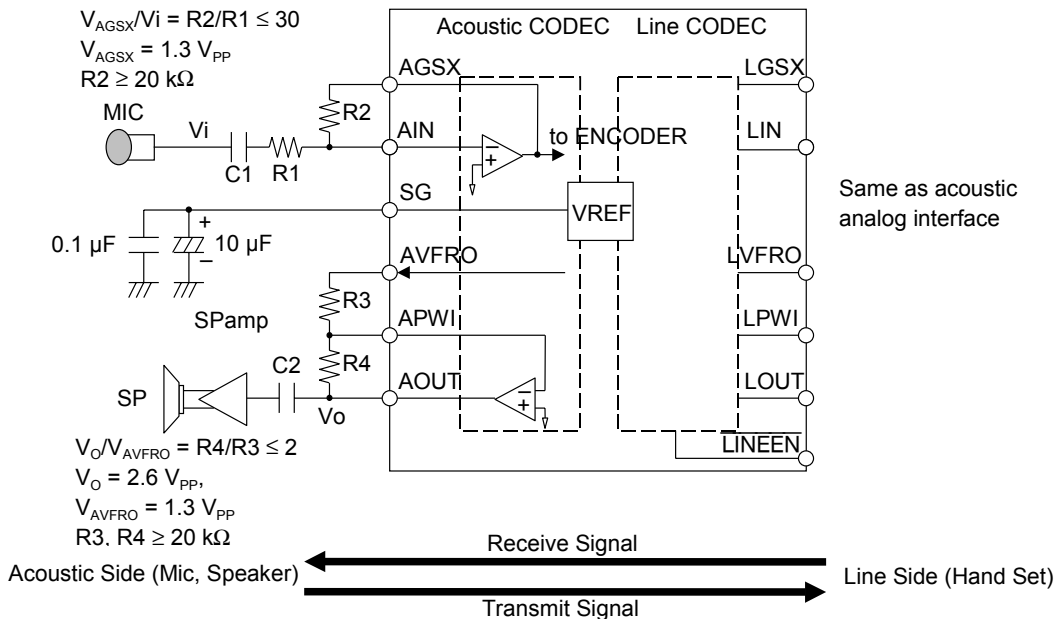 V_AGSX/Vi = R2/R1 ≤ 30
V_AGSX = 1.3 V_PP
R2 ≥ 20 kΩ
Acoustic CODEC
Line CODEC
AGSX
LGSX
MIC
Vi
R2
AIN
to ENCODER
LIN
C1
R1
− +
SG
VREF
Same as acoustic
analog interface
0.1 µF
+
10 µF
−
AVFRO
LVFRO
R3
SPamp
APWI
LPWI
R4
C2
SP
Vo
AOUT
− +
LOUT
LINEEN
V_O/V_AVFRO = R4/R3 ≤ 2
V_O = 2.6 V_PP,
V_AVFRO = 1.3 V_PP
R3, R4 ≥ 20 kΩ
Receive Signal
Acoustic Side (Mic, Speaker)
Line Side (Hand Set)
Transmit Signal